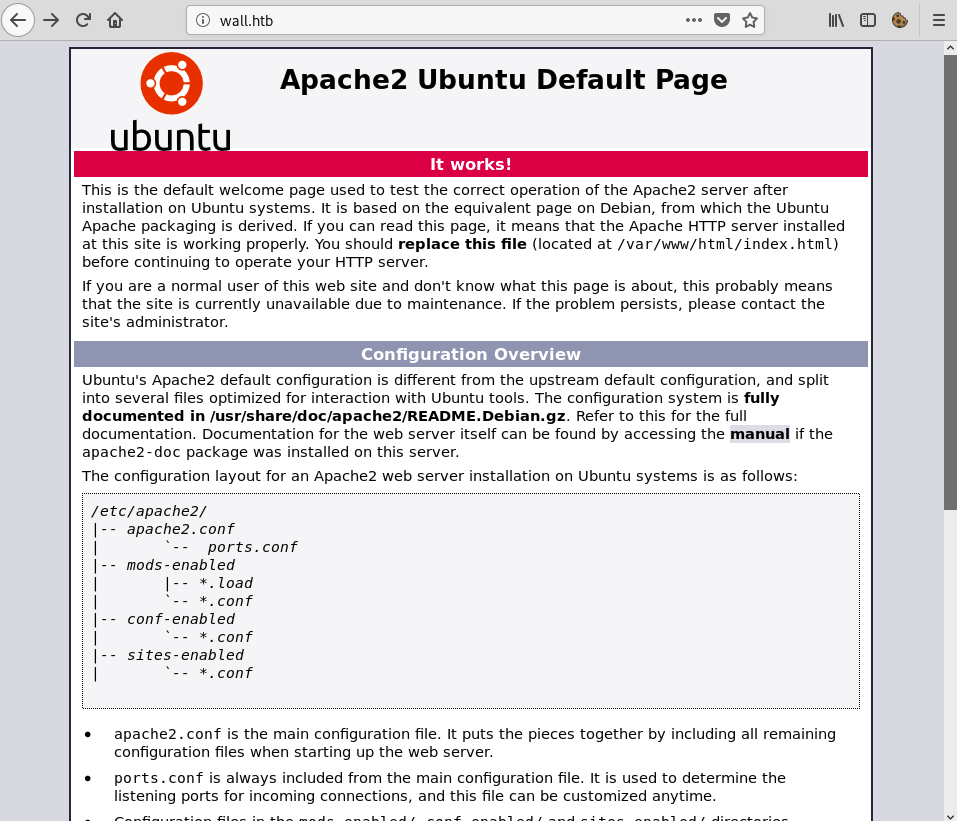 wall.htb
Apache2 Ubuntu Default Page
ubuntu
It works!
This is the default welcome page used to test the correct operation of the Apache2 server after
installation on Ubuntu systems. It is based on the equivalent page on Debian, from which the Ubuntu
Apache packaging is derived. If you can read this page, it means that the Apache HTTP server installed
at this site is working properly. You should replace this file (located at /var/www/html/index.html)
before continuing to operate your HTTP server.
If you are a normal user of this web site and don't know what this page is about, this probably means
that the site is currently unavailable due to maintenance. If the problem persists, please contact the
site's administrator.
Configuration Overview
Ubuntu's Apache2 default configuration is different from the upstream default configuration, and split
into several files optimized for interaction with Ubuntu tools. The configuration system is fully
documented in /usr/share/doc/apache2/README.Debian.gz. Refer to this for the full
documentation. Documentation for the web server itself can be found by accessing the manual if the
apache2-doc package was installed on this server.
The configuration layout for an Apache2 web server installation on Ubuntu systems is as follows:
/etc/apache2/
|-- apache2.conf
|       `--  ports.conf
|-- mods-enabled
|       |-- *.load
|       `-- *.conf
|-- conf-enabled
|       `-- *.conf
|-- sites-enabled
|       `-- *.conf
• apache2.conf is the main configuration file. It puts the pieces together by including all remaining
configuration files when starting up the web server.
• ports.conf is always included from the main configuration file. It is used to determine the
listening ports for incoming connections, and this file can be customized anytime.
• Configuration files in the mods-enabled/, conf-enabled/ and sites-enabled/ directories